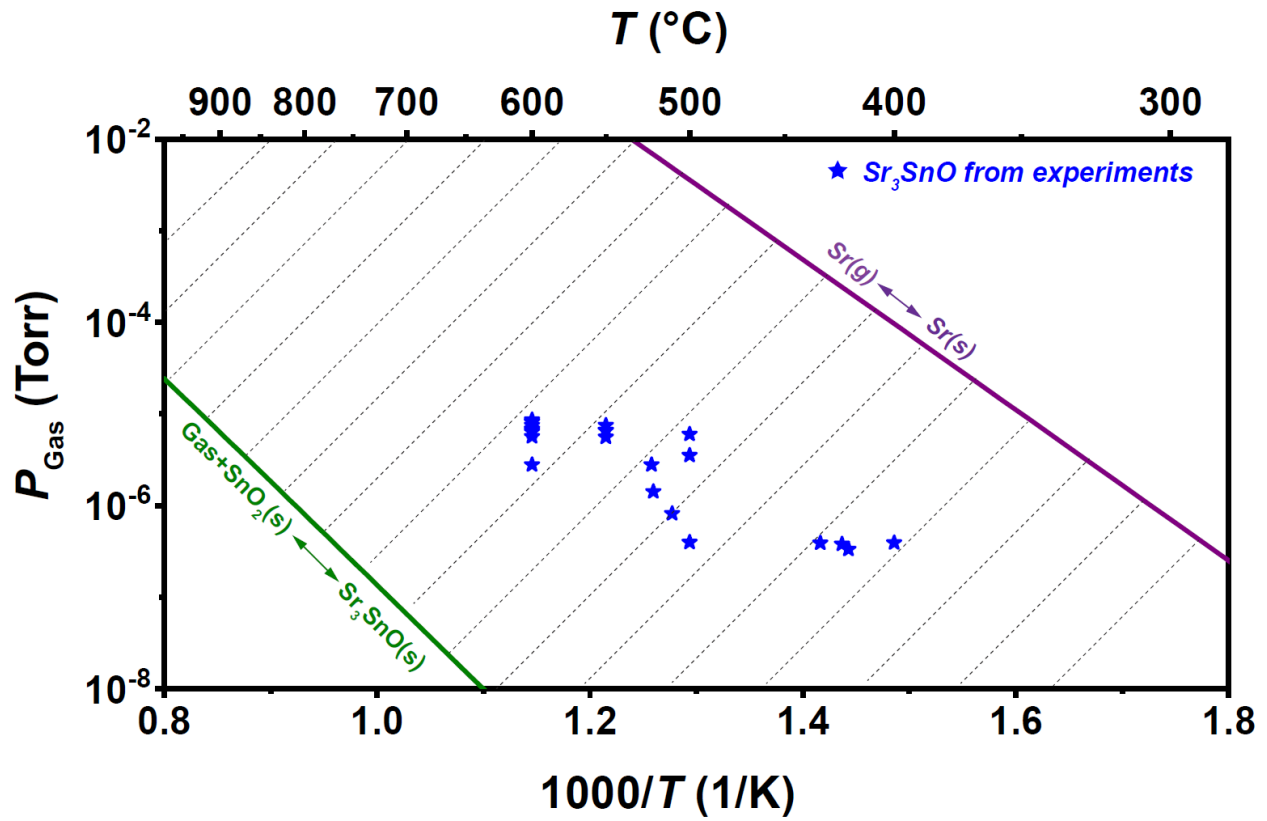 T (°C)
900 800 700 600 500 400 300
10⁻²
★ Sr₃SnO from experiments
Sr(g)
Sr(s)
10⁻⁴
P_Gas (Torr)
Gas+SnO₂(s)
Sr₃SnO(s)
10⁻⁶
10⁻⁸
0.8 1.0 1.2 1.4 1.6 1.8
1000/T (1/K)